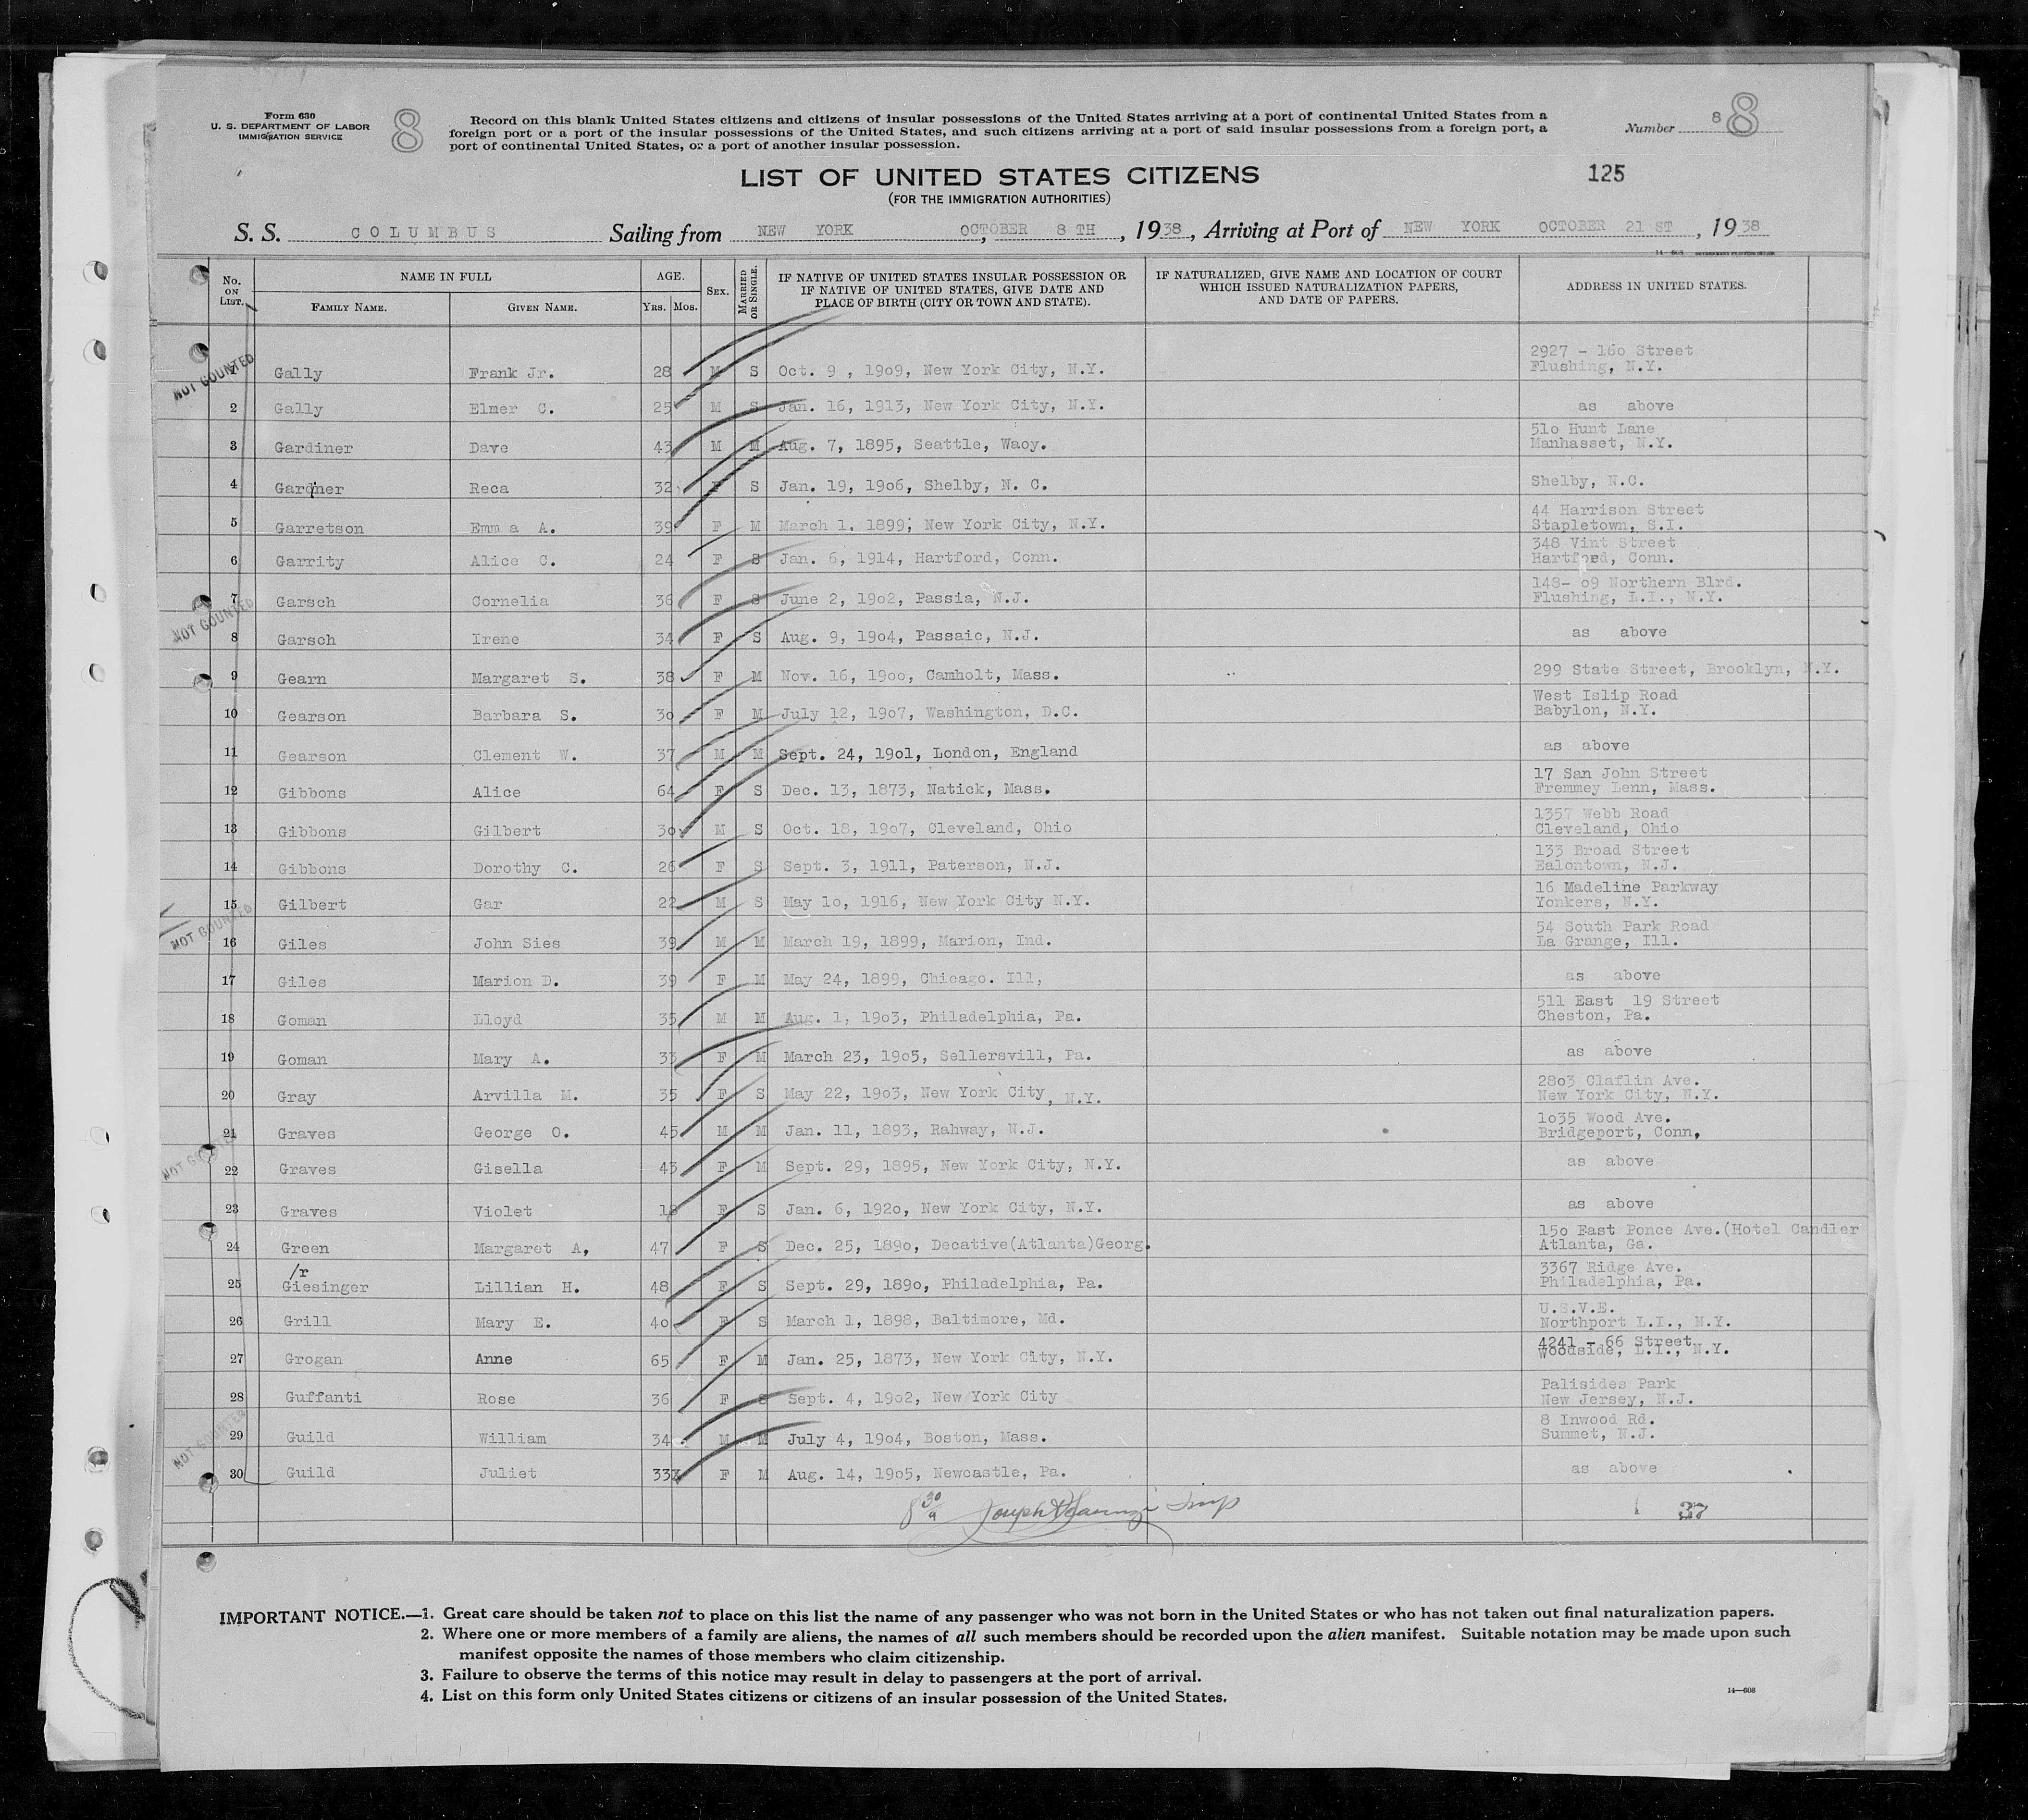 Form 630
U. S. DEPARTMENT OF LABOR
IMMIGRATION SERVICE
8
Record on this blank United States citizens and citizens of insular possessions of the United States arriving at a port of continental United States from a
foreign port or a port of the insular possessions of the United States, and such citizens arriving at a port of said insular possessions from a foreign port, a
port of continental United States, or a port of another insular possession.
Number 8 8
LIST OF UNITED STATES CITIZENS
(FOR THE IMMIGRATION AUTHORITIES)
125
S. S. COLUMBUS Sailing from NEW YORK OCTOBER 8 TH, 1938, Arriving at Port of NEW YORK OCTOBER 21 ST, 1938
14—608 GOVERNMENT PRINTING OFFICE
No. ON LIST. NAME IN FULL AGE. SEX. MARRIED OR SINGLE. IF NATIVE OF UNITED STATES INSULAR POSSESSION OR IF NATIVE OF UNITED STATES, GIVE DATE AND PLACE OF BIRTH (CITY OR TOWN AND STATE). IF NATURALIZED, GIVE NAME AND LOCATION OF COURT WHICH ISSUED NATURALIZATION PAPERS, AND DATE OF PAPERS. ADDRESS IN UNITED STATES.
FAMILY NAME. GIVEN NAME. YRS. MOS.
NOT COUNTED
2927 - 160 Street
Gally Frank Jr. 28 M S Oct. 9 , 1909, New York City, N.Y. Flushing, N.Y.
2 Gally Elmer C. 25 M S Jan. 16, 1913, New York City, N.Y. as above
510 Hunt Lane
3 Gardiner Dave 43 M M Aug. 7, 1895, Seattle, Waoy. Manhasset, N.Y.
4 Gardner Reca 32 F S Jan. 19, 1906, Shelby, N. C. Shelby, N.C.
44 Harrison Street
5 Garretson Emm a A. 39 F M March 1, 1899, New York City, N.Y. Stapletown, S.I.
348 Vint Street
6 Garrity Alice C. 24 F S Jan. 6, 1914, Hartford, Conn. Hartford, Conn.
148- 09 Northern Blrd.
7 Garsch Cornelia 36 F S June 2, 1902, Passia, N.J. Flushing, L.I., N.Y.
NOT COUNTED
8 Garsch Irene 34 F S Aug. 9, 1904, Passaic, N.J. as above
9 Gearn Margaret S. 38 F M Nov. 16, 1900, Camholt, Mass. 299 State Street, Brooklyn, N.Y.
West Islip Road
10 Gearson Barbara S. 30 F M July 12, 1907, Washington, D.C. Babylon, N.Y.
11 Gearson Clement W. 37 M M Sept. 24, 1901, London, England as above
17 San John Street
12 Gibbons Alice 64 F S Dec. 13, 1873, Natick, Mass. Fremmey Lenn, Mass.
1357 Webb Road
13 Gibbons Gilbert 30 M S Oct. 18, 1907, Cleveland, Ohio Cleveland, Ohio
133 Broad Street
14 Gibbons Dorothy C. 26 F S Sept. 3, 1911, Paterson, N.J. Ealontown, N.J.
16 Madeline Parkway
15 Gilbert Gar 22 M S May 10, 1916, New York City N.Y. Yonkers, N.Y.
NOT COUNTED
54 South Park Road
16 Giles John Sies 39 M M March 19, 1899, Marion, Ind. La Grange, Ill.
17 Giles Marion D. 39 F M May 24, 1899, Chicago. Ill, as above
511 East 19 Street
18 Goman Lloyd 35 M M Aug. 1, 1903, Philadelphia, Pa. Cheston, Pa.
19 Goman Mary A. 33 F M March 23, 1905, Sellersvill, Pa. as above
2803 Claflin Ave.
20 Gray Arvilla M. 35 F S May 22, 1903, New York City, N.Y. New York City, N.Y.
1035 Wood Ave.
21 Graves George O. 45 M M Jan. 11, 1893, Rahway, N.J. Bridgeport, Conn,
22 Graves Gisella 43 F M Sept. 29, 1895, New York City, N.Y. as above
23 Graves Violet 18 F S Jan. 6, 1920, New York City, N.Y. as above
150 East Ponce Ave.(Hotel Candler
24 Green Margaret A, 47 F S Dec. 25, 1890, Decative(Atlanta)Georg. Atlanta, Ga.
/r 3367 Ridge Ave.
25 Giesinger Lillian H. 48 F S Sept. 29, 1890, Philadelphia, Pa. Philadelphia, Pa.
U.S.V.E.
26 Grill Mary E. 40 F S March 1, 1898, Baltimore, Md. Northport L.I., N.Y.
4241 - 66 Street
27 Grogan Anne 65 F M Jan. 25, 1873, New York City, N.Y. Woodside, L.I., N.Y.
Palisides Park
28 Guffanti Rose 36 F S Sept. 4, 1902, New York City New Jersey, N.J.
8 Inwood Rd.
29 Guild William 34 M M July 4, 1904, Boston, Mass. Summet, N.J.
NOT COUNTED
30 Guild Juliet 33 F M Aug. 14, 1905, Newcastle, Pa. as above
8 30/a Joseph Insp 37
IMPORTANT NOTICE.—1. Great care should be taken not to place on this list the name of any passenger who was not born in the United States or who has not taken out final naturalization papers.
2. Where one or more members of a family are aliens, the names of all such members should be recorded upon the alien manifest. Suitable notation may be made upon such
manifest opposite the names of those members who claim citizenship.
3. Failure to observe the terms of this notice may result in delay to passengers at the port of arrival.
4. List on this form only United States citizens or citizens of an insular possession of the United States.
14—608